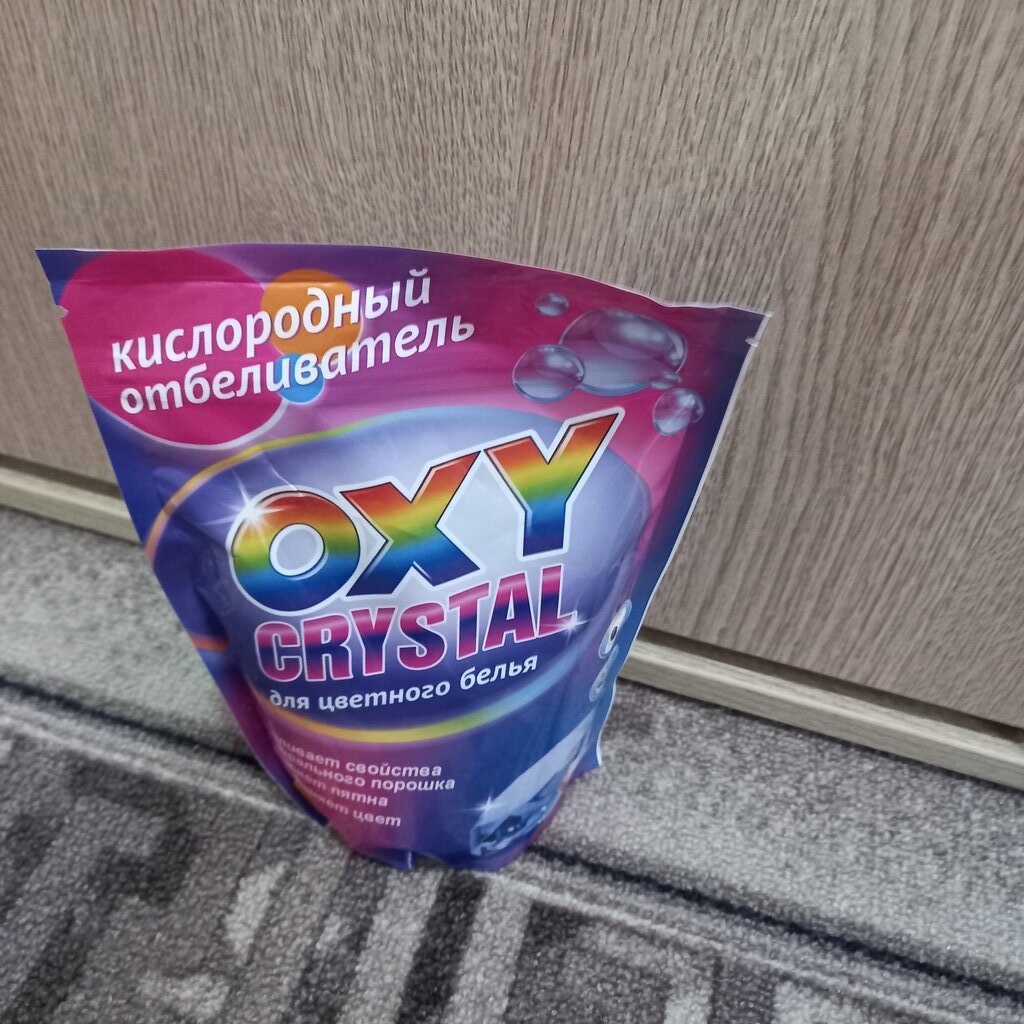 кислородный
отбеливатель
OXY
CRYSTAL
для цветного белья
свойства
порошка
пятна
цвет